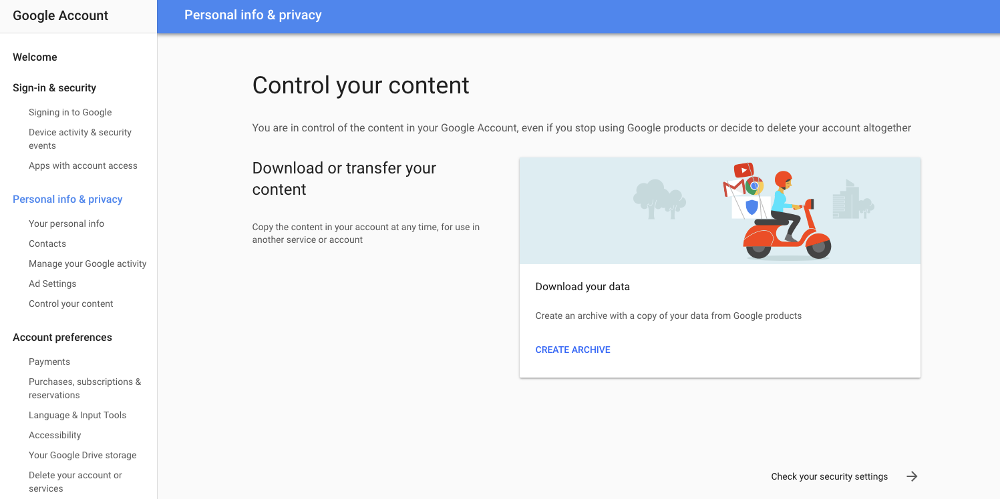 Google Account
Personal info & privacy
Welcome
Sign-in & security
Signing in to Google
Device activity & security
events
Apps with account access
Personal info & privacy
Your personal info
Contacts
Manage your Google activity
Ad Settings
Control your content
Account preferences
Payments
Purchases, subscriptions &
reservations
Language & Input Tools
Accessibility
Your Google Drive storage
Delete your account or
services
Control your content
You are in control of the content in your Google Account, even if you stop using Google products or decide to delete your account altogether
Download or transfer your
content
Copy the content in your account at any time, for use in
another service or account
Download your data
Create an archive with a copy of your data from Google products
CREATE ARCHIVE
Check your security settings